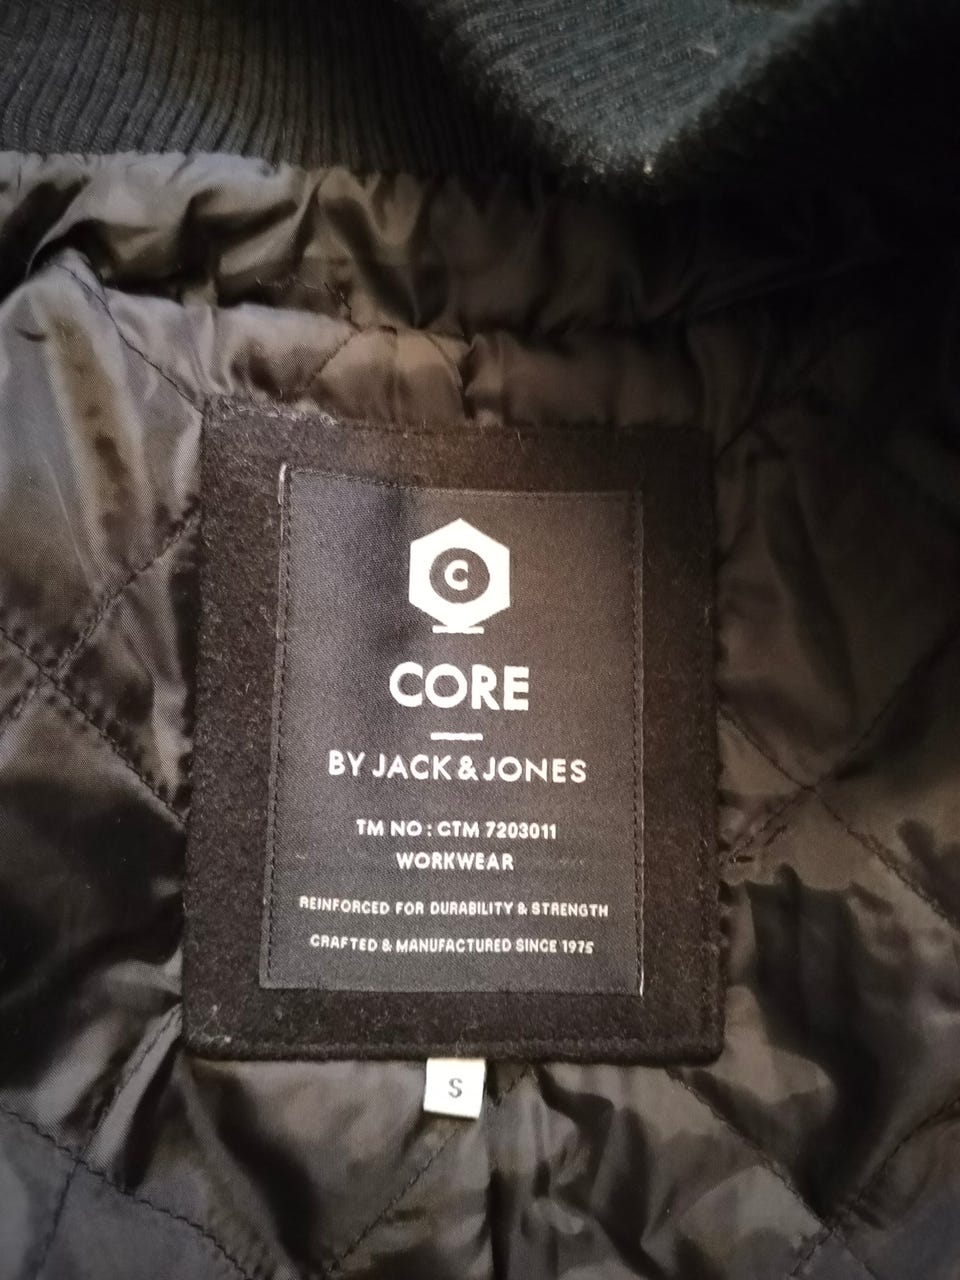 C
CORE
BY JACK & JONES
TM NO : CTM 7203011
WORKWEAR
REINFORCED FOR DURABILITY & STRENGTH
CRAFTED & MANUFACTURED SINCE 1975
S